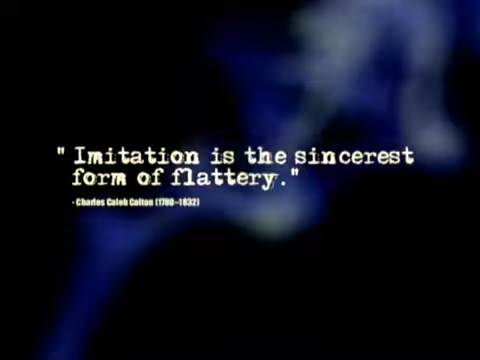 " Imitation is the sincerest
form of flattery."
- Charles Caleb Colton (1780-1832)